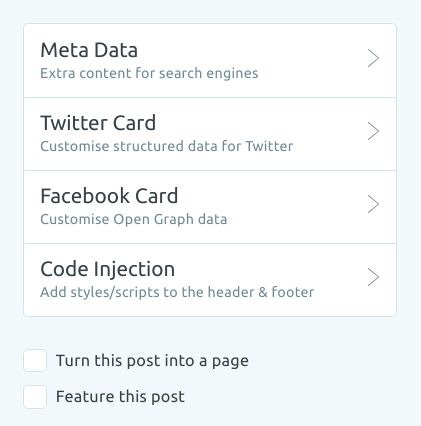 Meta Data
Extra content for search engines
Twitter Card
Customise structured data for Twitter
Facebook Card
Customise Open Graph data
Code Injection
Add styles/scripts to the header & footer
Turn this post into a page
Feature this post